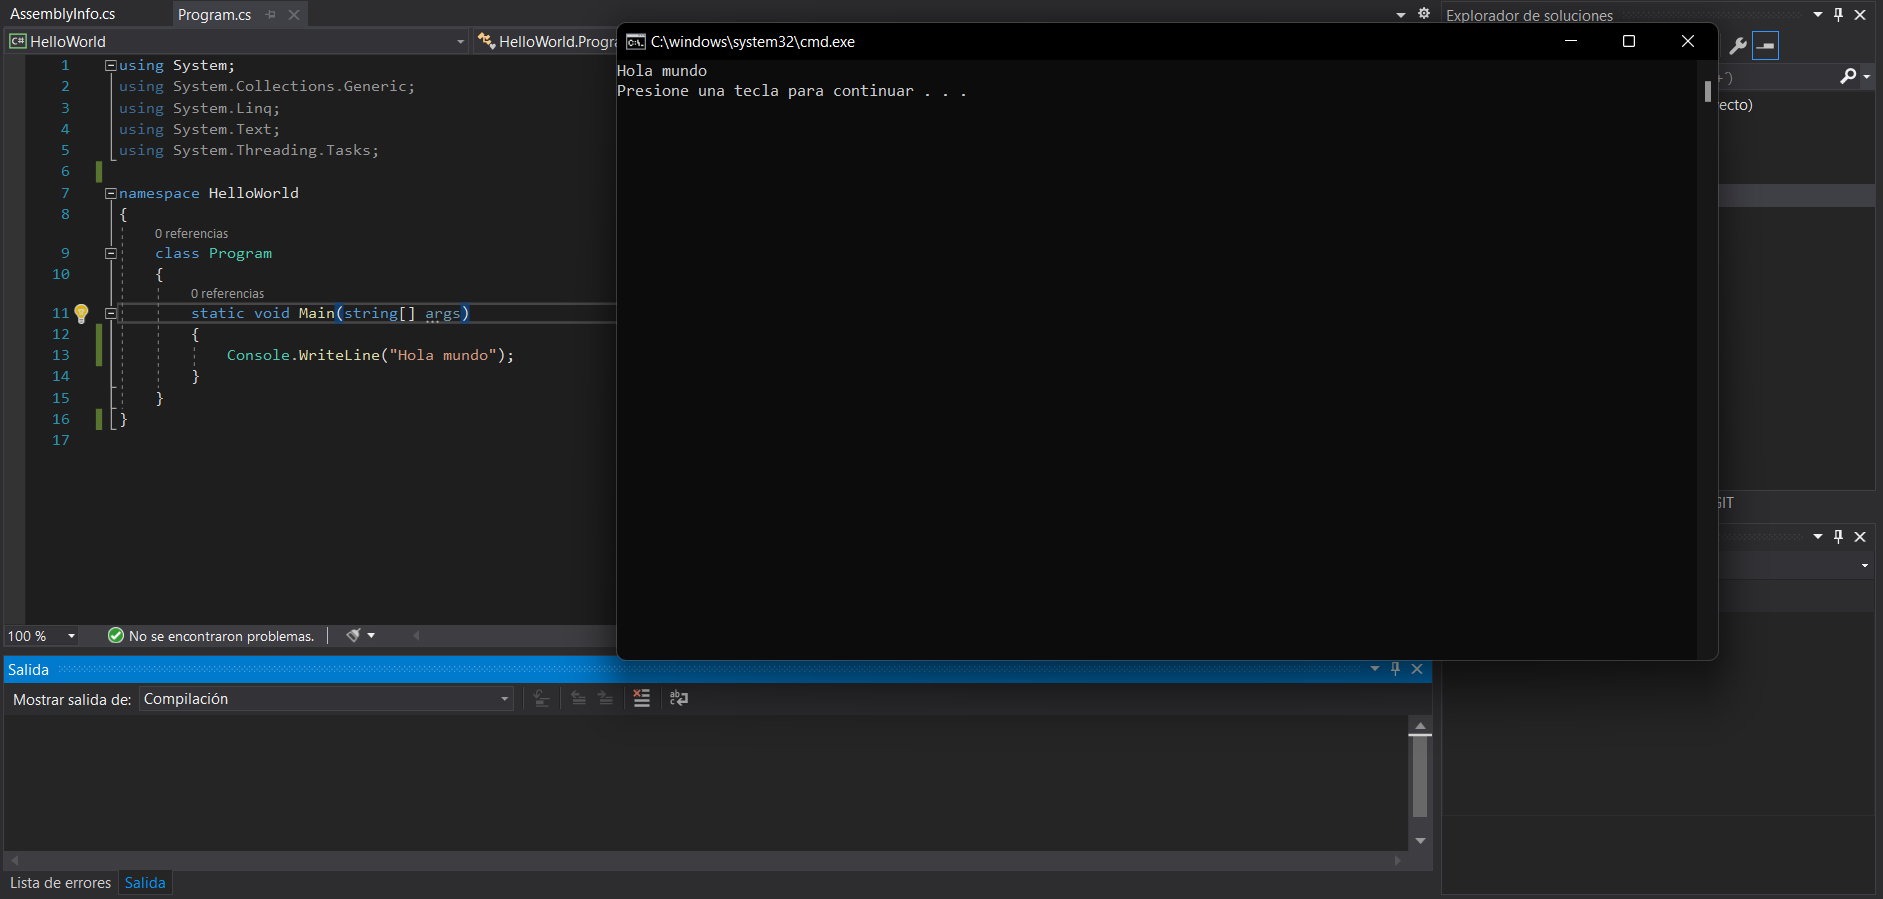 AssemblyInfo.cs
Program.cs
HelloWorld
HelloWorld.Progra
1 using System;
2 using System.Collections.Generic;
3 using System.Linq;
4 using System.Text;
5 using System.Threading.Tasks;
6
7 namespace HelloWorld
8 {
0 referencias
9 class Program
10 {
0 referencias
11 static void Main(string[] args)
12 {
13 Console.WriteLine("Hola mundo");
14 }
15 }
16 }
17
100 %
No se encontraron problemas.
C:\windows\system32\cmd.exe
Hola mundo
Presione una tecla para continuar . . .
Explorador de soluciones
ecto)
GIT
Salida
Mostrar salida de:
Compilación
Lista de errores
Salida